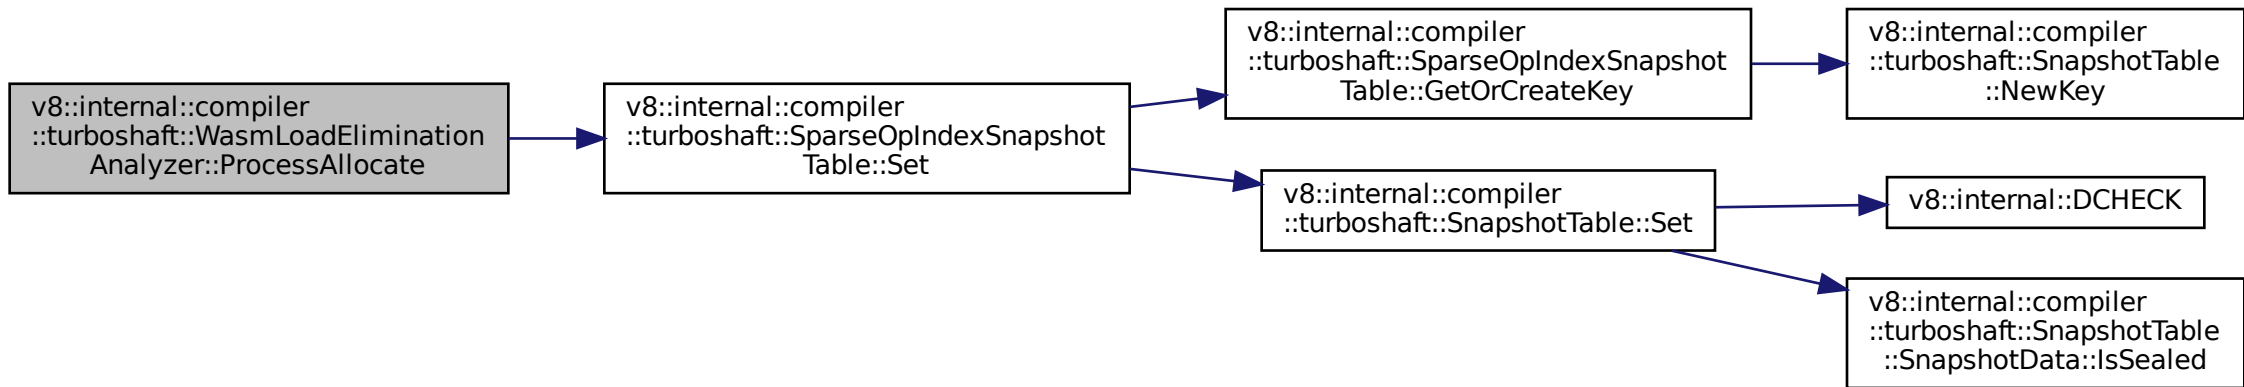 v8::internal::compiler
::turboshaft::WasmLoadElimination
Analyzer::ProcessAllocate
v8::internal::compiler
::turboshaft::SparseOpIndexSnapshot
Table::Set
v8::internal::compiler
::turboshaft::SparseOpIndexSnapshot
Table::GetOrCreateKey
v8::internal::compiler
::turboshaft::SnapshotTable
::NewKey
v8::internal::compiler
::turboshaft::SnapshotTable::Set
v8::internal::DCHECK
v8::internal::compiler
::turboshaft::SnapshotTable
::SnapshotData::IsSealed